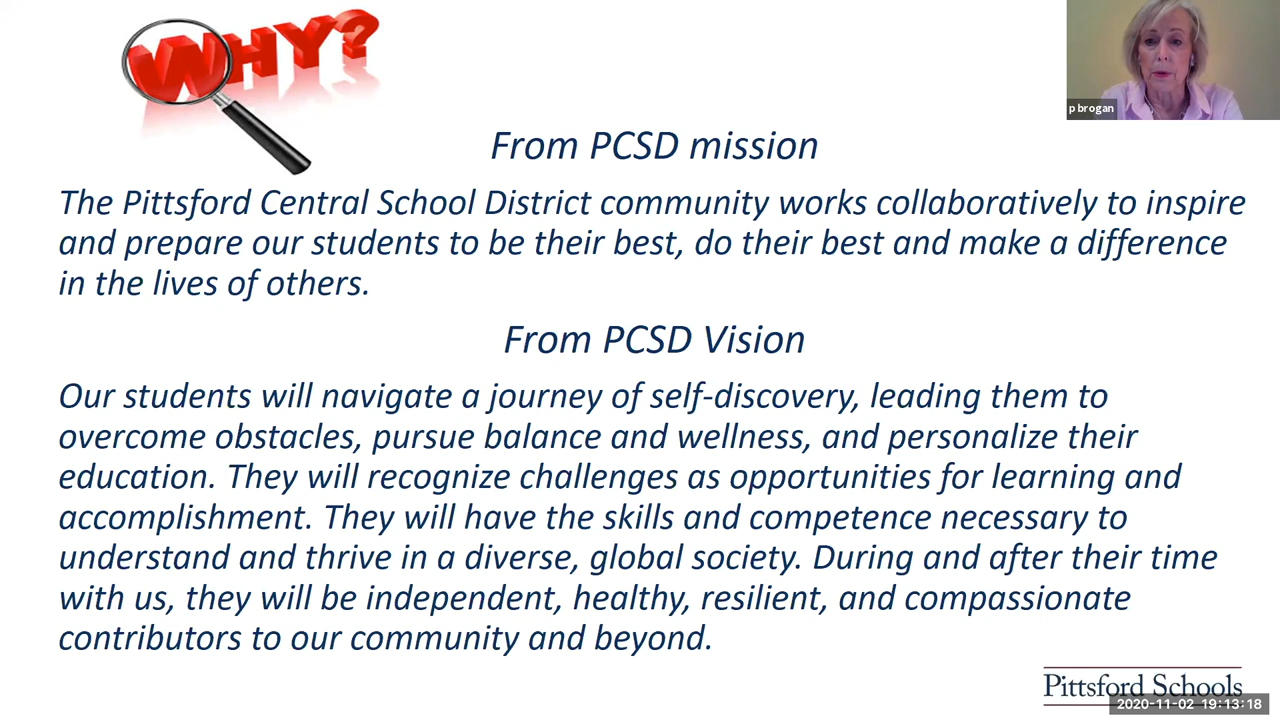 WHY?
p brogan
From PCSD mission
The Pittsford Central School District community works collaboratively to inspire
and prepare our students to be their best, do their best and make a difference
in the lives of others.
From PCSD Vision
Our students will navigate a journey of self-discovery, leading them to
overcome obstacles, pursue balance and wellness, and personalize their
education. They will recognize challenges as opportunities for learning and
accomplishment. They will have the skills and competence necessary to
understand and thrive in a diverse, global society. During and after their time
with us, they will be independent, healthy, resilient, and compassionate
contributors to our community and beyond.
Pittsford Schools
2020-11-02 19:13:18